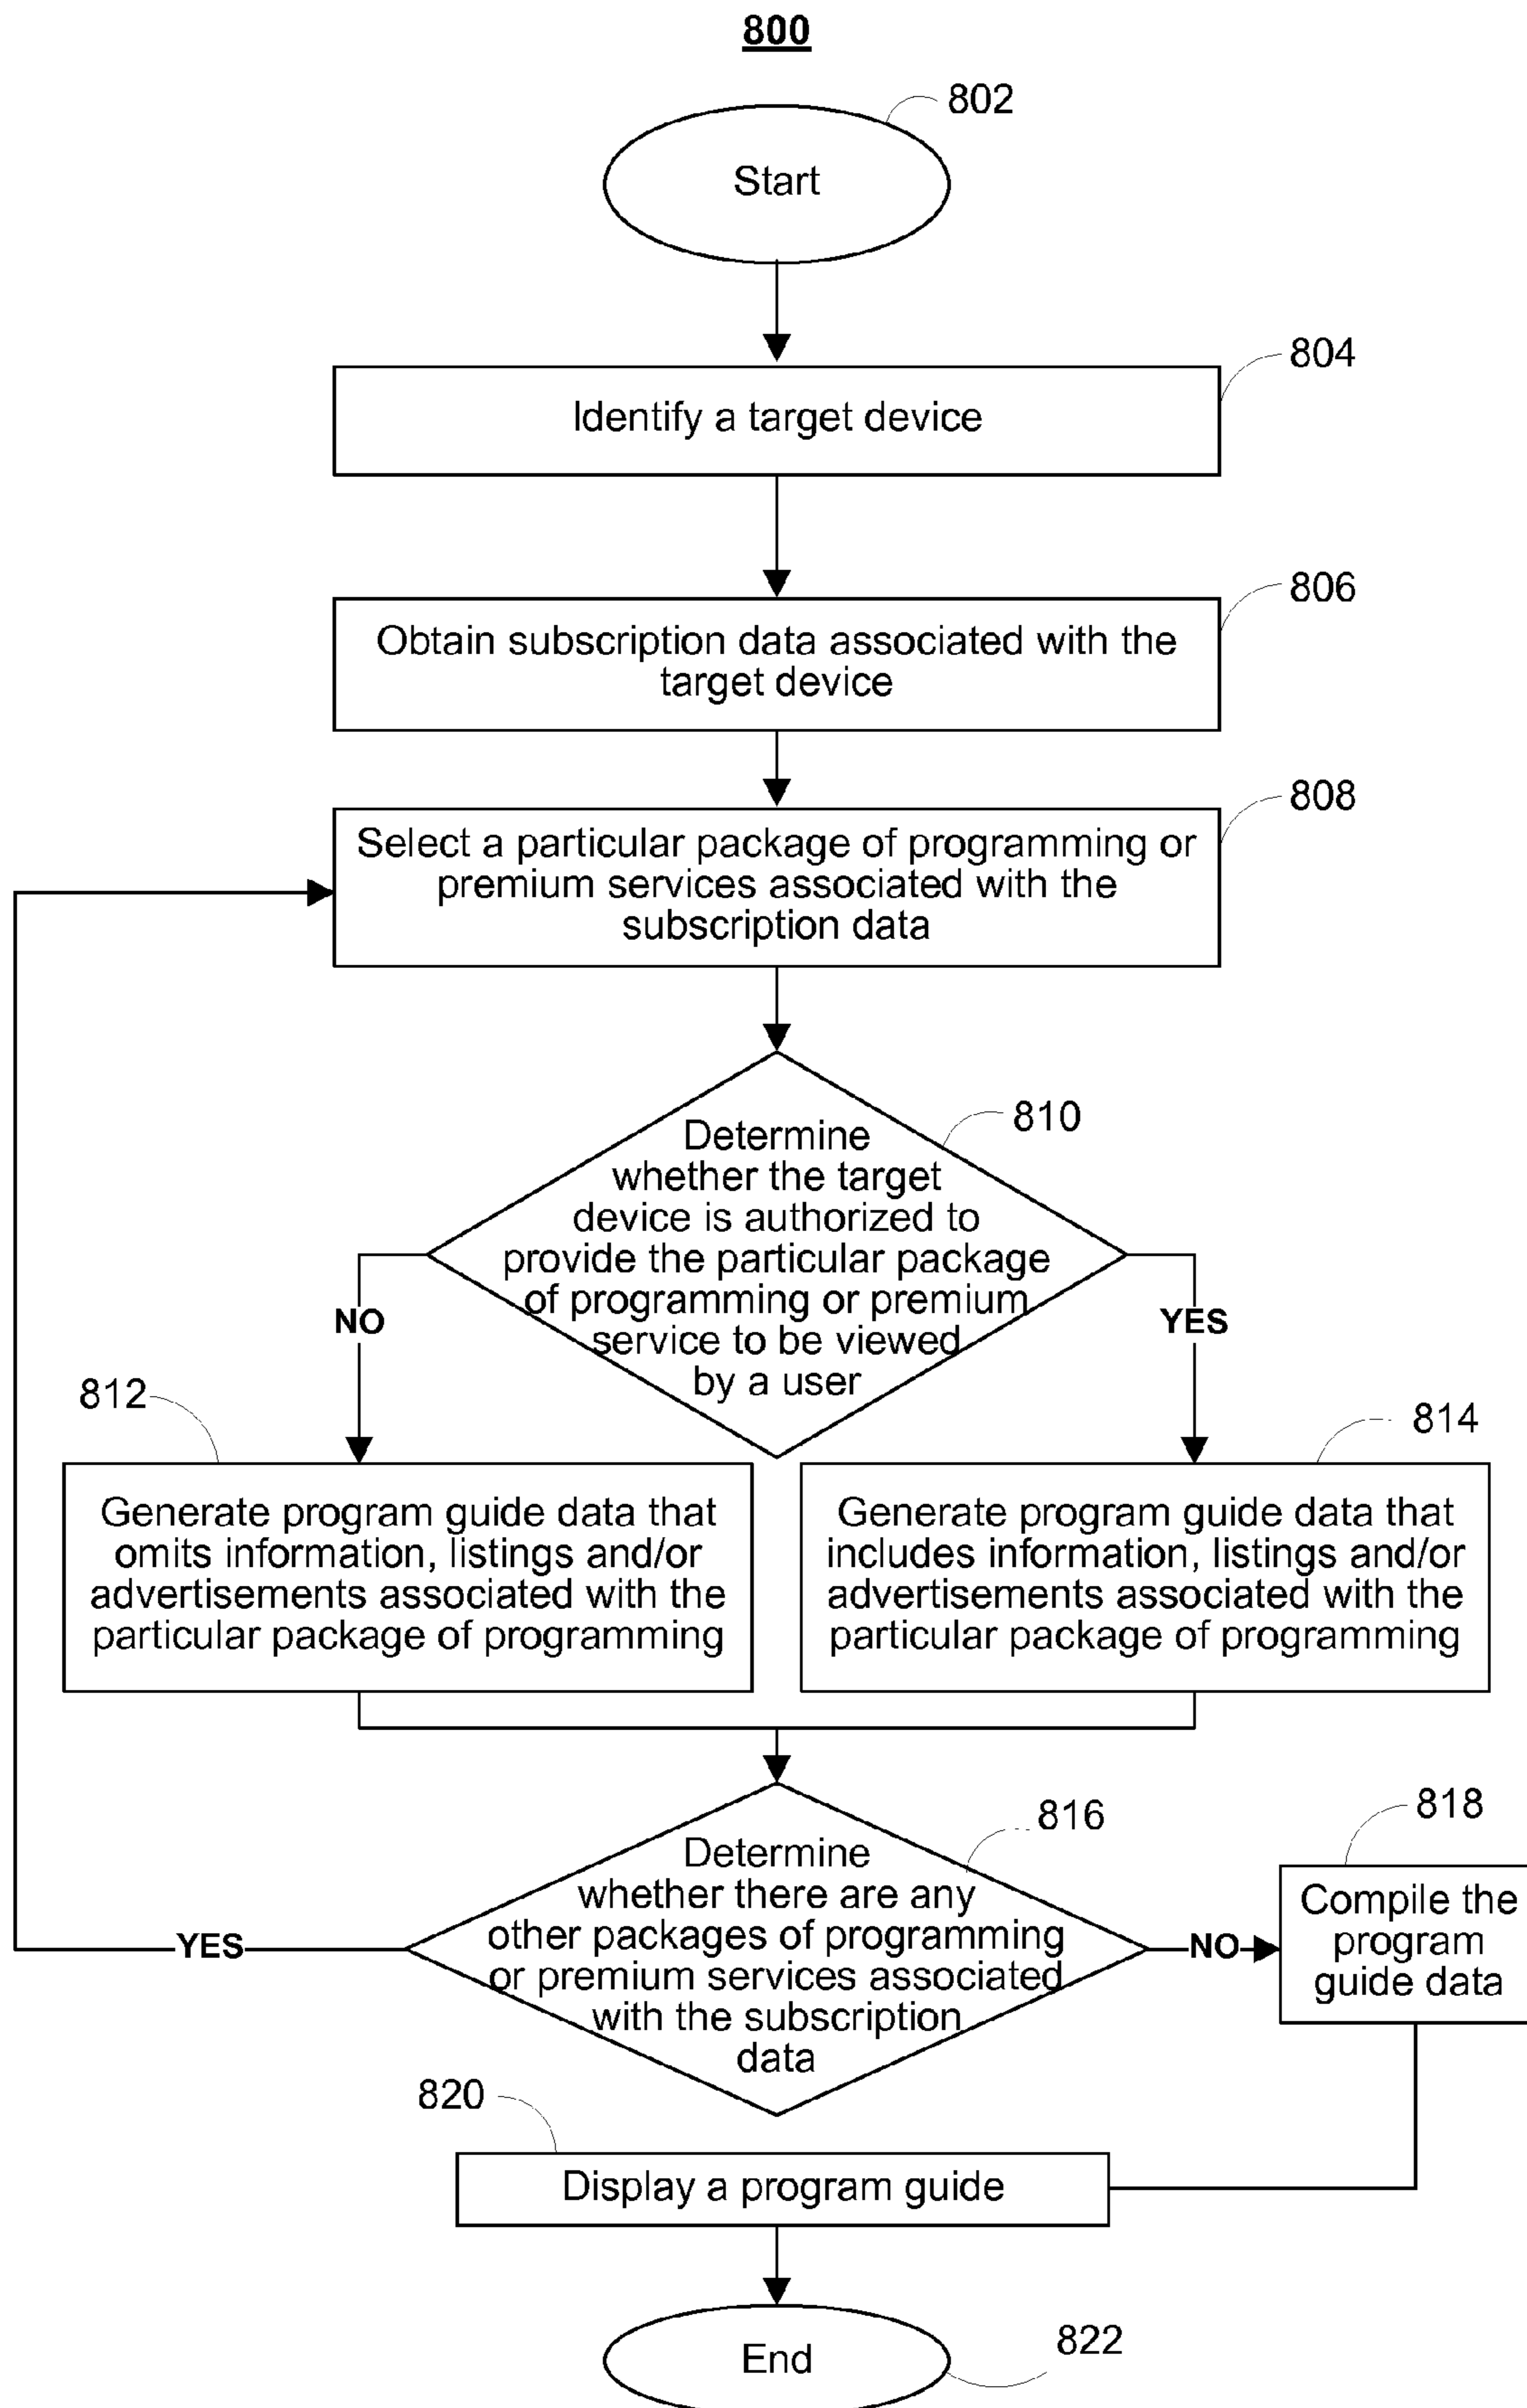 800
802
Start
804
Identify a target device
806
Obtain subscription data associated with the
target device
808
Select a particular package of programming or
premium services associated with the
subscription data
810
Determine
whether the target
device is authorized to
provide the particular package
of programming or premium
service to be viewed
by a user
NO
YES
812
814
Generate program guide data that
omits information, listings and/or
advertisements associated with the
particular package of programming
Generate program guide data that
includes information, listings and/or
advertisements associated with the
particular package of programming
816
818
Determine
whether there are any
other packages of programming
or premium services associated
with the subscription
data
YES
NO
Compile the
program
guide data
820
Display a program guide
822
End